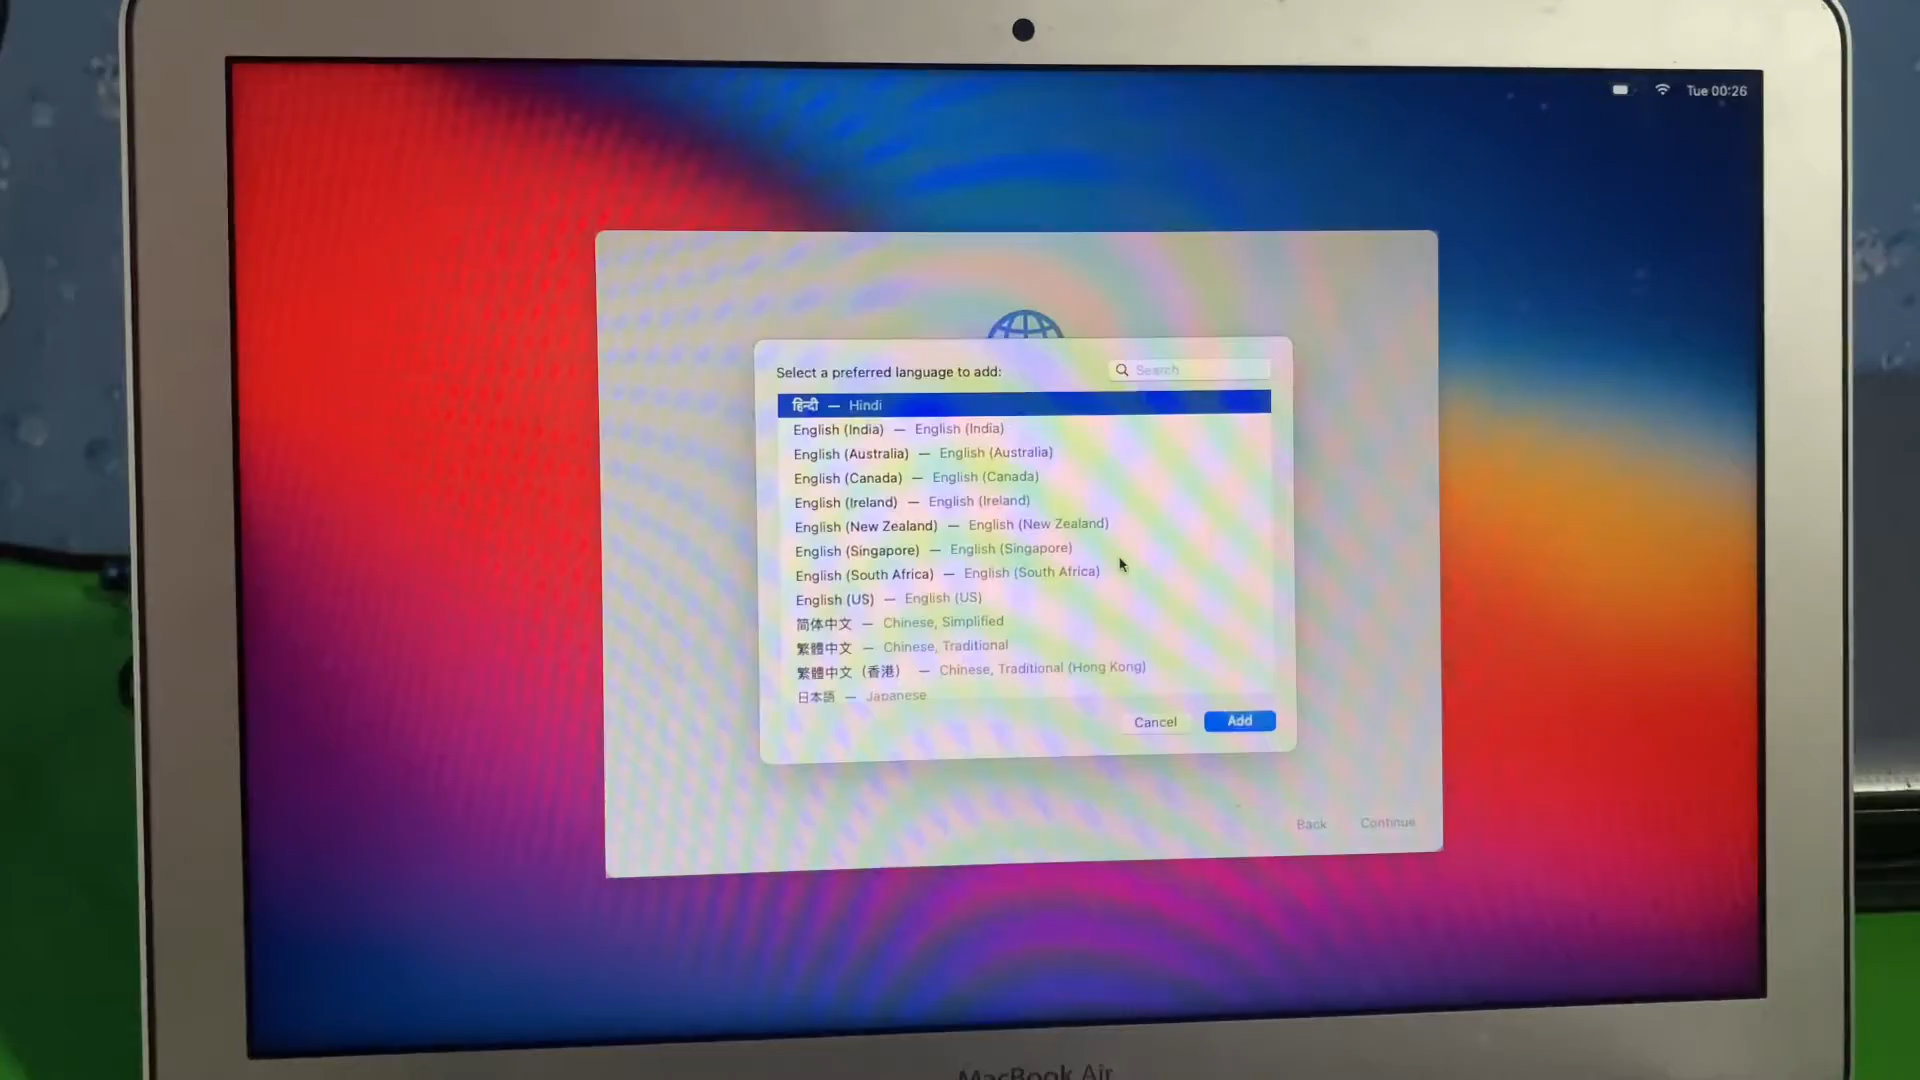 Tue 00:26
Select a preferred language to add:
Search
हिन्दी — Hindi
English (India) — English (India)
English (Australia) — English (Australia)
English (Canada) — English (Canada)
English (Ireland) — English (Ireland)
English (New Zealand) — English (New Zealand)
English (Singapore) — English (Singapore)
English (South Africa) — English (South Africa)
English (US) — English (US)
简体中文 — Chinese, Simplified
繁體中文 — Chinese, Traditional
繁體中文（香港） — Chinese, Traditional (Hong Kong)
日本語 — Japanese
Cancel
Add
Back
Continue
MacBook Air